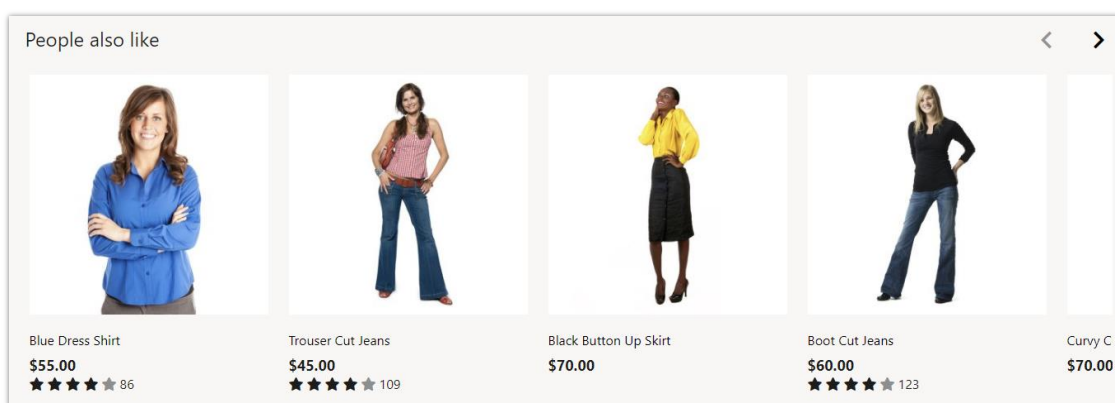 People also like
Blue Dress Shirt
$55.00
86
Trouser Cut Jeans
$45.00
109
Black Button Up Skirt
$70.00
Boot Cut Jeans
$60.00
123
Curvy C
$70.00